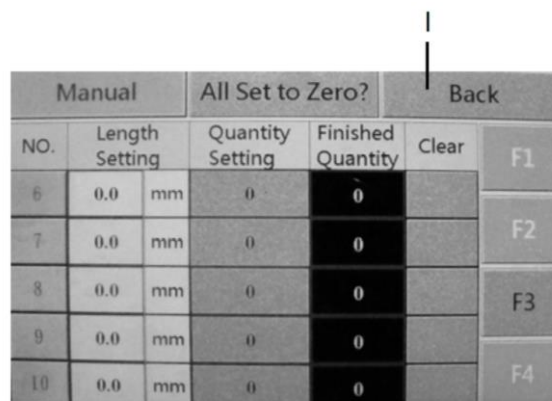 I
Manual All Set to Zero? Back
NO. Length Setting Quantity Setting Finished Quantity Clear F1
6 0.0 mm 0 0
7 0.0 mm 0 0 F2
8 0.0 mm 0 0 F3
9 0.0 mm 0 0
10 0.0 mm 0 0 F4